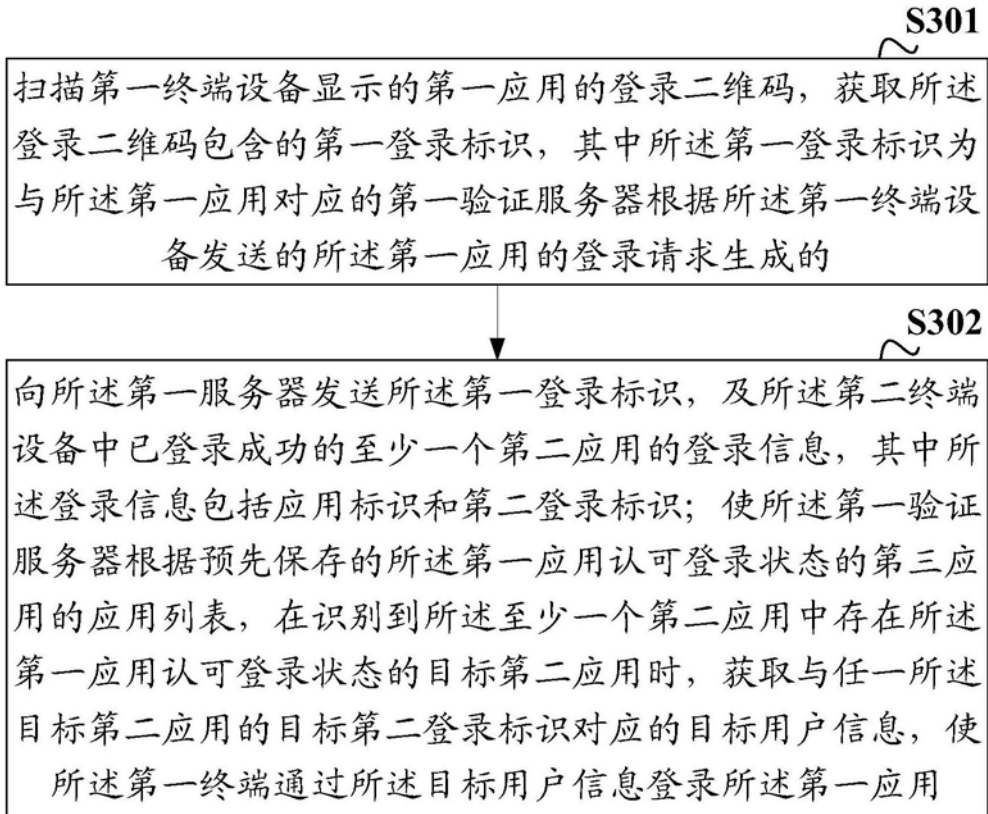 S301
扫描第一终端设备显示的第一应用的登录二维码，获取所述
登录二维码包含的第一登录标识，其中所述第一登录标识为
与所述第一应用对应的第一验证服务器根据所述第一终端设
备发送的所述第一应用的登录请求生成的
S302
向所述第一服务器发送所述第一登录标识，及所述第二终端
设备中已登录成功的至少一个第二应用的登录信息，其中所
述登录信息包括应用标识和第二登录标识；使所述第一验证
服务器根据预先保存的所述第一应用认可登录状态的第三应
用的应用列表，在识别到所述至少一个第二应用中存在所述
第一应用认可登录状态的目标第二应用时，获取与任一所述
目标第二应用的目标第二登录标识对应的目标用户信息，使
所述第一终端通过所述目标用户信息登录所述第一应用